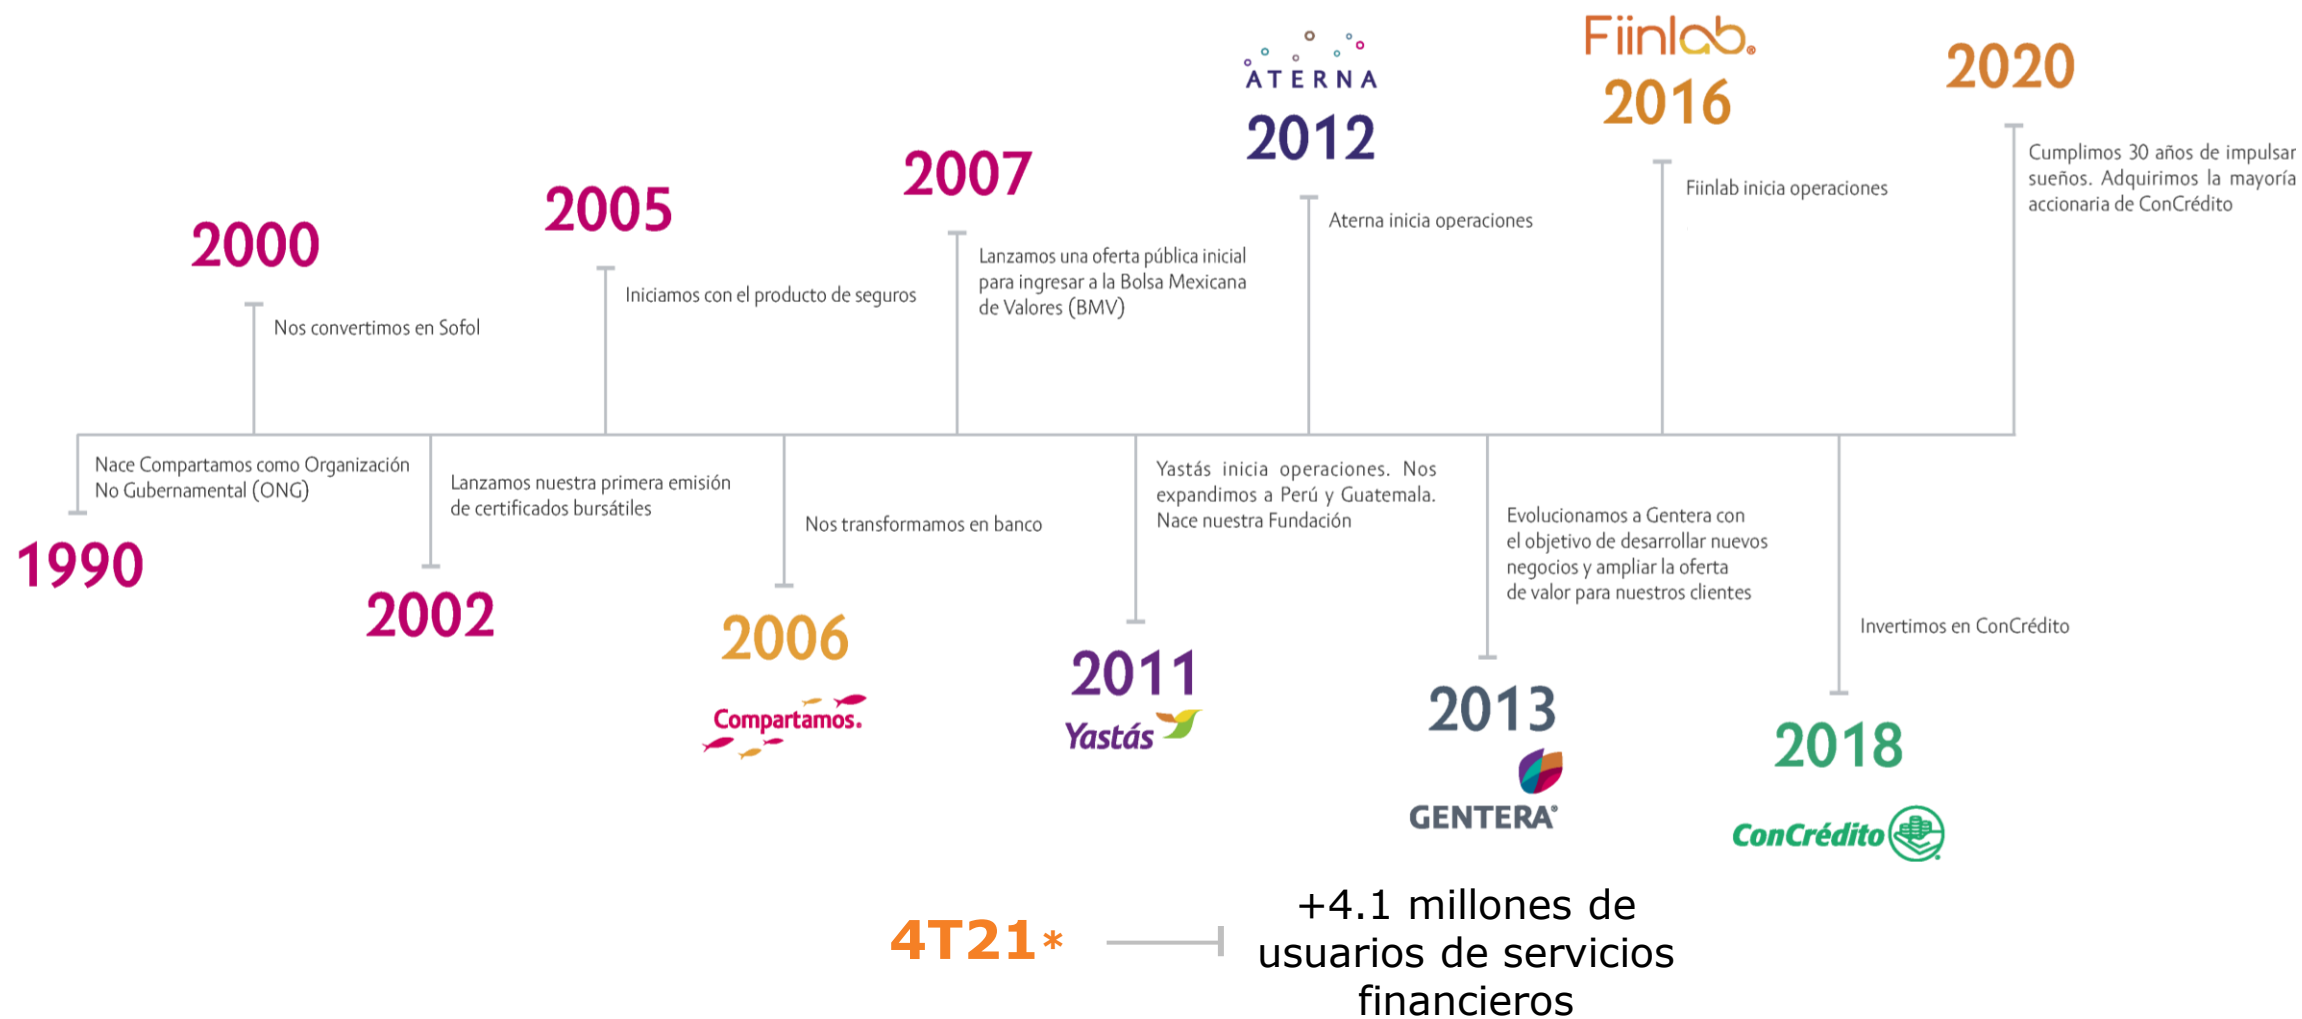 1990
Nace Compartamos como Organización
No Gubernamental (ONG)
2000
Nos convertimos en Sofol
2002
Lanzamos nuestra primera emisión
de certificados bursátiles
2005
Iniciamos con el producto de seguros
2006
Nos transformamos en banco
Compartamos.
2007
Lanzamos una oferta pública inicial
para ingresar a la Bolsa Mexicana
de Valores (BMV)
2011
Yastás inicia operaciones. Nos
expandimos a Perú y Guatemala.
Nace nuestra Fundación
Yastás
ATERNA
2012
Aterna inicia operaciones
2013
Evolucionamos a Gentera con
el objetivo de desarrollar nuevos
negocios y ampliar la oferta
de valor para nuestros clientes
GENTERA®
Fiinlab®
2016
Fiinlab inicia operaciones
2018
Invertimos en ConCrédito
ConCrédito
2020
Cumplimos 30 años de impulsar
sueños. Adquirimos la mayoría
accionaria de ConCrédito
4T21*
+4.1 millones de
usuarios de servicios
financieros